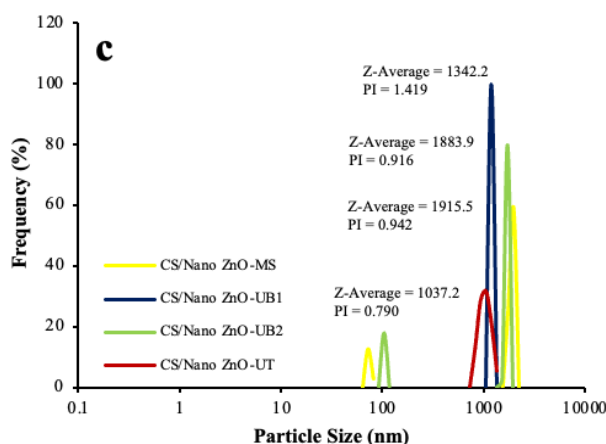 c
120
100
80
60
40
20
0
Frequency (%)
Z-Average = 1342.2
PI = 1.419
Z-Average = 1883.9
PI = 0.916
Z-Average = 1915.5
PI = 0.942
Z-Average = 1037.2
PI = 0.790
CS/Nano ZnO-MS
CS/Nano ZnO-UB1
CS/Nano ZnO-UB2
CS/Nano ZnO-UT
0.1 1 10 100 1000 10000
Particle Size (nm)